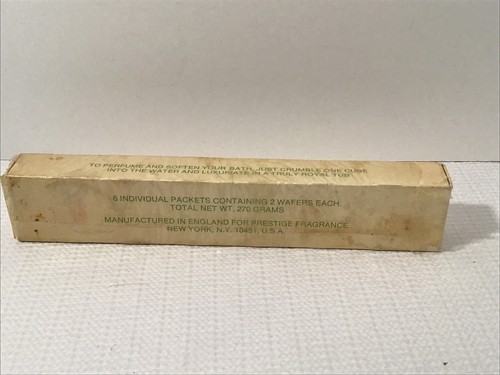 TO PERFUME AND SOFTEN YOUR BATH, JUST CRUMBLE ONE CUBE
INTO THE WATER AND LUXURIATE IN A TRULY ROYAL TUB
6 INDIVIDUAL PACKETS CONTAINING 2 WAFERS EACH
TOTAL NET WT. 270 GRAMS
MANUFACTURED IN ENGLAND FOR PRESTIGE FRAGRANCE
NEW YORK, N.Y. 10451, U.S.A.